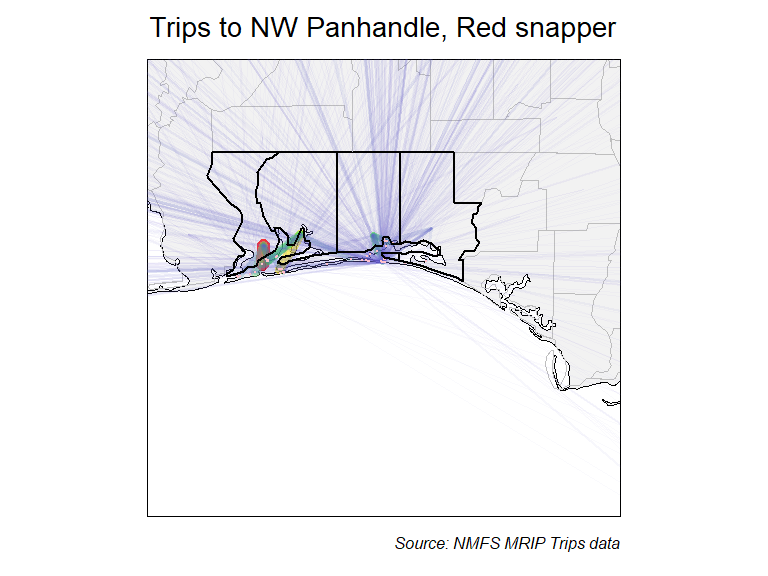 Trips to NW Panhandle, Red snapper
Source: NMFS MRIP Trips data